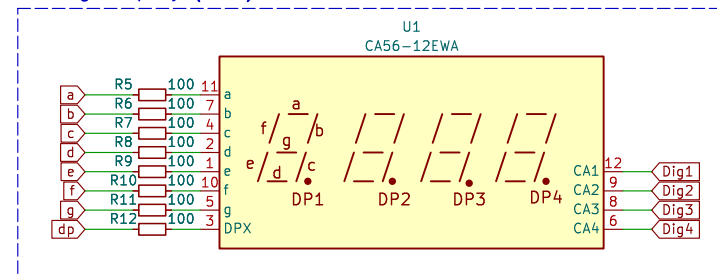 U1
CA56-12EWA
a R5 100 11 a
b R6 100 7 b
c R7 100 4 c
d R8 100 2 d
e R9 100 1 e
f R10 100 10 f
g R11 100 5 g
dp R12 100 3 DPX
a
f b
g
e c
d
DP1 DP2 DP3 DP4
CA1 12 Dig1
CA2 9 Dig2
CA3 8 Dig3
CA4 6 Dig4